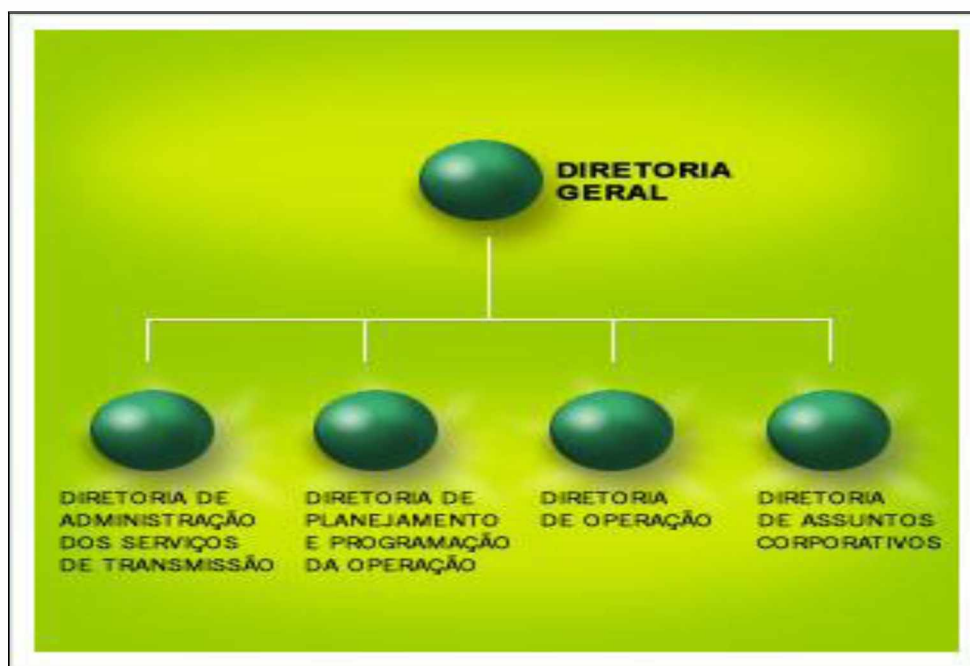 DIRETORIA
GERAL
DIRETORIA DE
ADMINISTRAÇÃO
DOS SERVIÇOS
DE TRANSMISSÃO
DIRETORIA DE
PLANEJAMENTO
E PROGRAMAÇÃO
DA OPERAÇÃO
DIRETORIA
DE OPERAÇÃO
DIRETORIA
DE ASSUNTOS
CORPORATIVOS